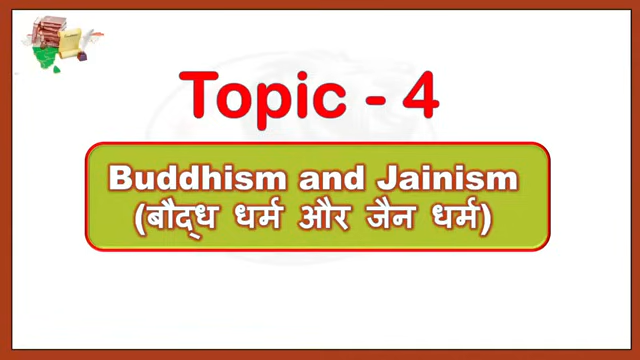 Topic - 4
Buddhism and Jainism
(बौद्ध धर्म और जैन धर्म)